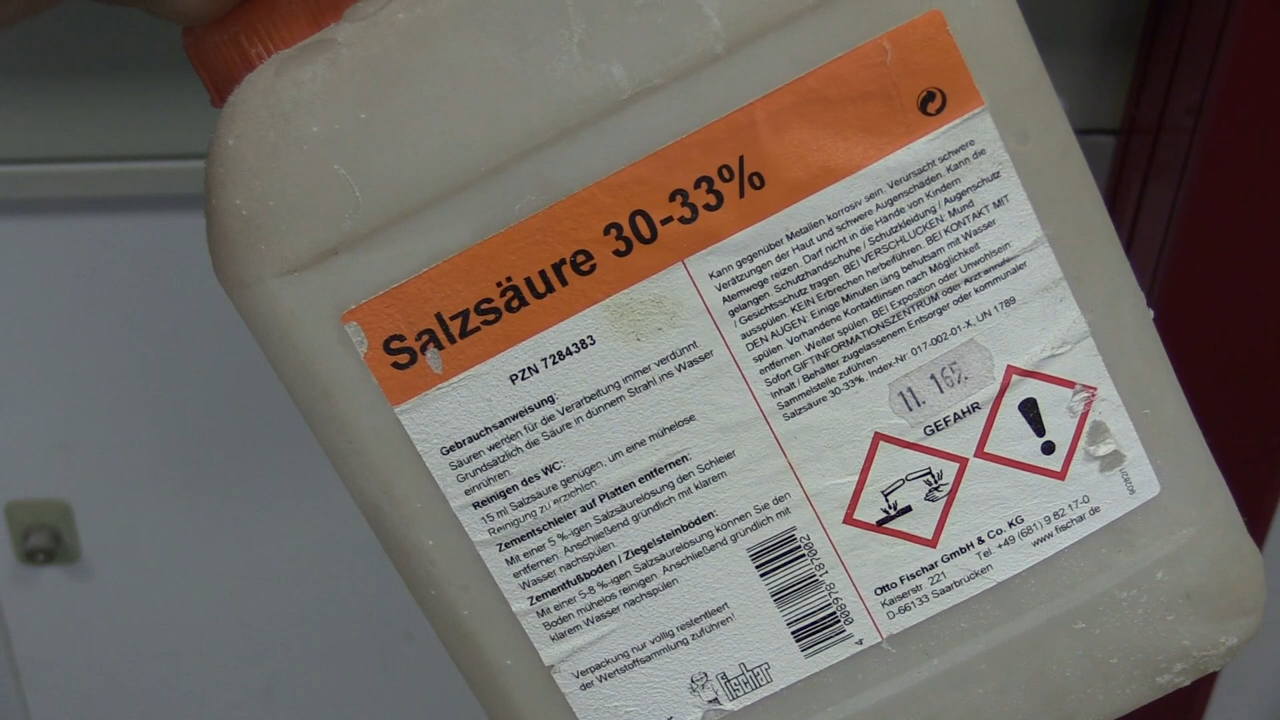 Salzsäure 30-33%
PZN 7284383
Gebrauchsanweisung:
Säuren werden für die Verarbeitung immer verdünnt.
Grundsätzlich die Säure in dünnem Strahl ins Wasser
einrühren.
Reinigen des WC:
15 ml Salzsäure genügen, um eine mühelose
Reinigung zu erziehlen.
Zementschleier auf Platten entfernen:
Mit einer 5 %-igen Salzsäurelösung den Schleier
entfernen. Anschließend gründlich mit klarem
Wasser nachspülen.
Zementfußboden / Ziegelsteinböden:
Mit einer 5-8 %-igen Salzsäurelösung können Sie den
Boden mühelos reinigen. Anschließend gründlich mit
klarem Wasser nachspülen
Verpackung nur völlig restentleert
der Wertstoffsammlung zuführen!
fischar
4 008978 187002
Kann gegenüber Metallen korrosiv sein. Verursacht schwere
Verätzungen der Haut und schwere Augenschäden. Kann die
Atemwege reizen. Darf nicht in die Hände von Kindern
gelangen. Schutzhandschuhe / Schutzkleidung / Augenschutz
/ Gesichtsschutz tragen. BEI VERSCHLUCKEN: Mund
ausspülen. KEIN Erbrechen herbeiführen. BEI KONTAKT MIT
DEN AUGEN: Einige Minuten lang behutsam mit Wasser
spülen. Vorhandene Kontaktlinsen nach Möglichkeit
entfernen. Weiter spülen. BEI Exposition oder Unwohlsein:
Sofort GIFTINFORMATIONSZENTRUM oder Arzt anrufen.
Inhalt / Behälter zugelassenem Entsorger oder kommunaler
Sammelstelle zuführen.
Salzsäure 30-33%. Index-Nr. 017-002-01-X, UN 1789
11. 16
GEFAHR
Otto Fischar GmbH & Co. KG
Kaiserstr. 221 Tel. +49 (681) 9 82 17-0
D-66133 Saarbrücken www.fischar.de